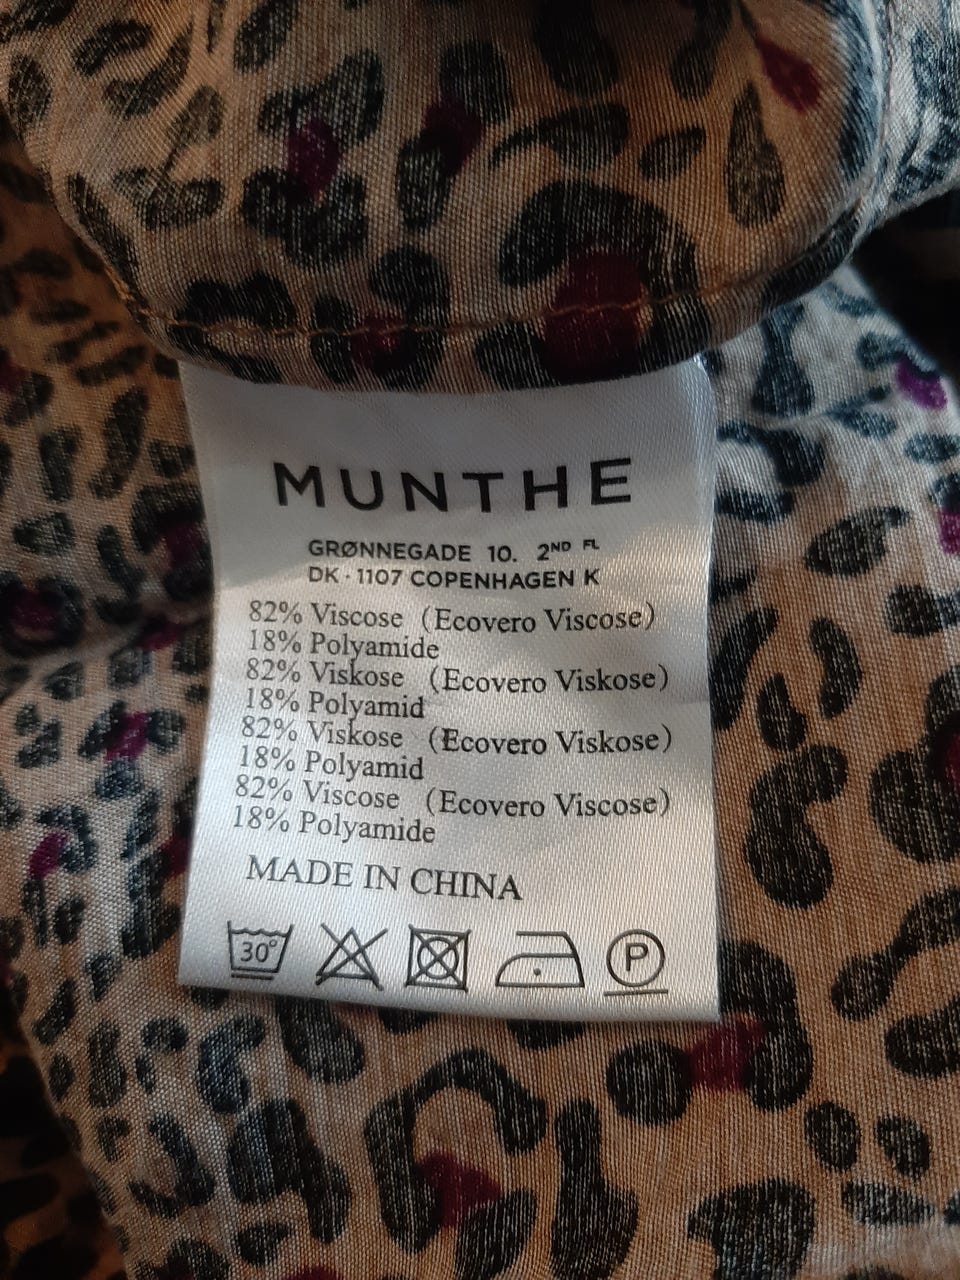 MUNTHE
GRØNNEGADE 10. 2ND FL
DK · 1107 COPENHAGEN K
82% Viscose (Ecovero Viscose)
18% Polyamide
82% Viskose (Ecovero Viskose)
18% Polyamid
82% Viskose (Ecovero Viskose)
18% Polyamid
82% Viscose (Ecovero Viscose)
18% Polyamide
MADE IN CHINA
30° P